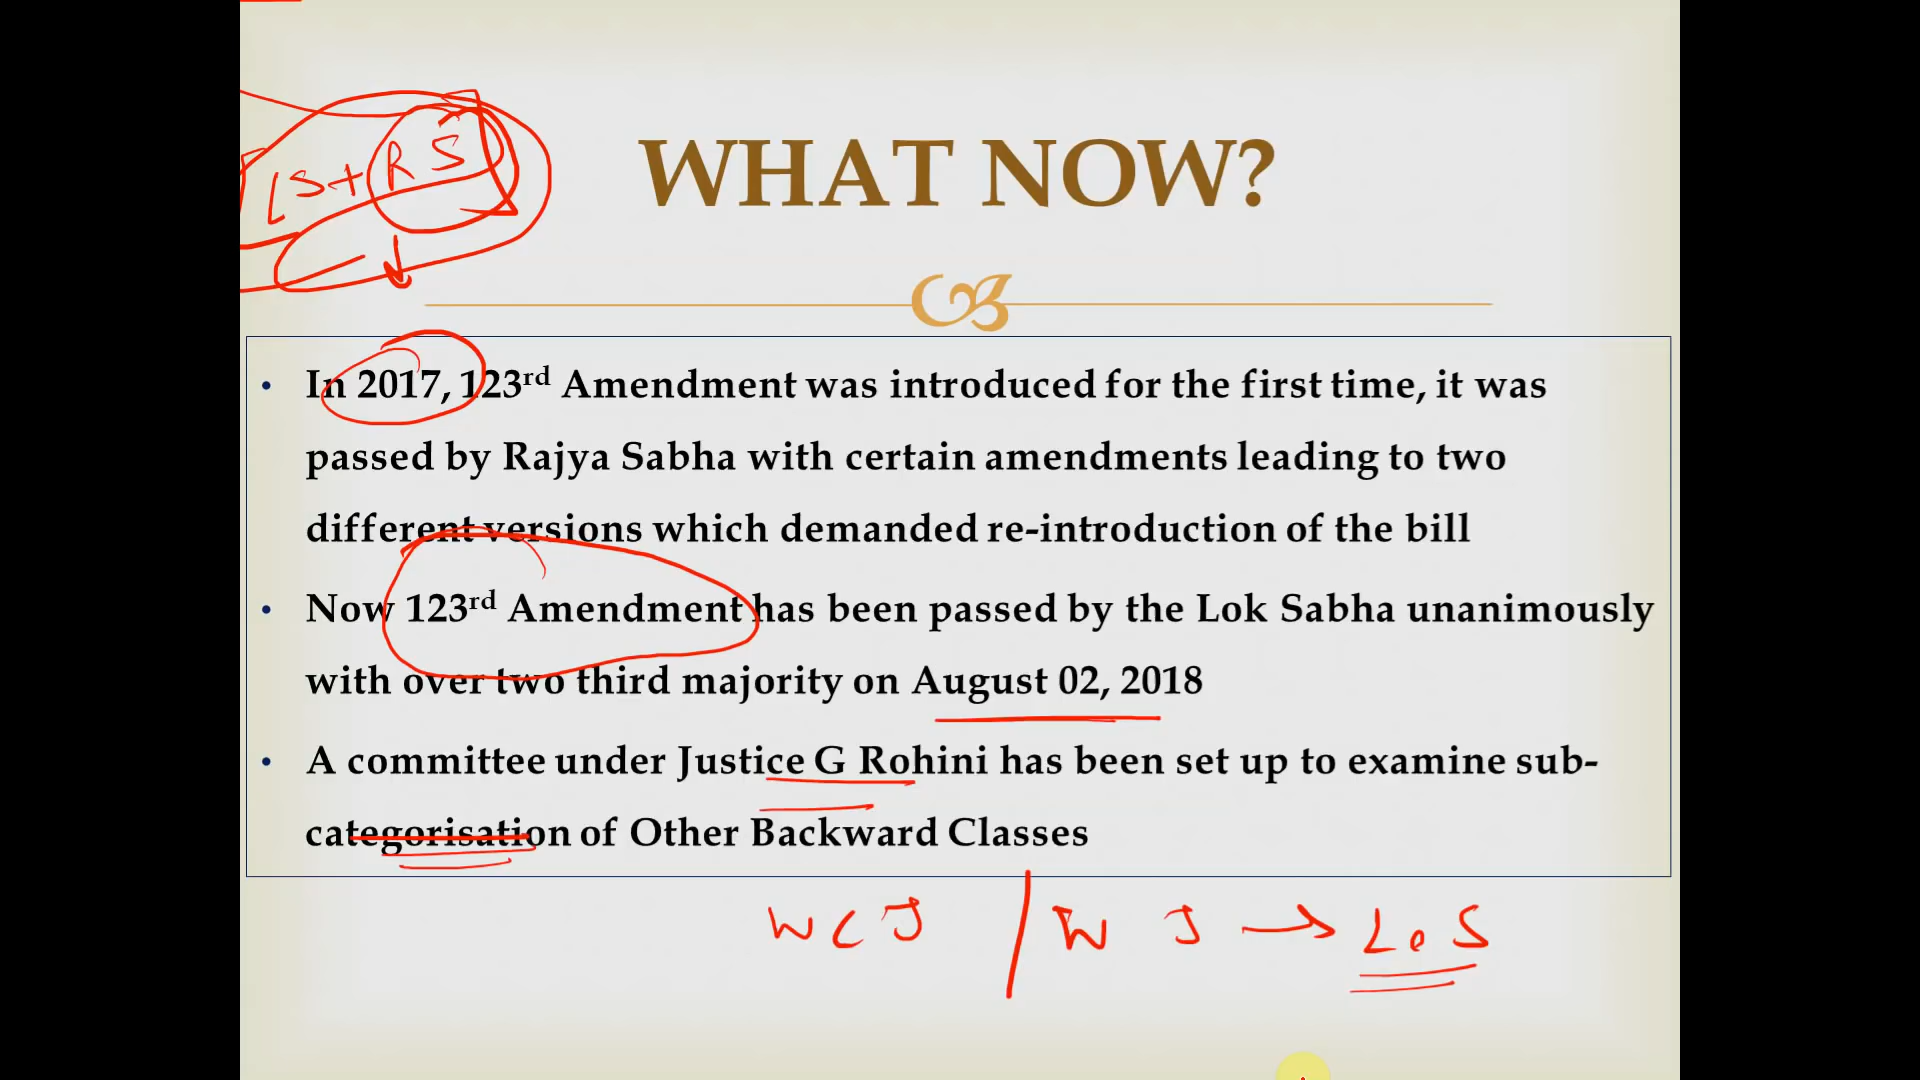 LS+RS
WHAT NOW?
• In 2017, 123rd Amendment was introduced for the first time, it was
passed by Rajya Sabha with certain amendments leading to two
different versions which demanded re-introduction of the bill
• Now 123rd Amendment has been passed by the Lok Sabha unanimously
with over two third majority on August 02, 2018
• A committee under Justice G Rohini has been set up to examine sub-
categorisation of Other Backward Classes
W C J / W J → L o S